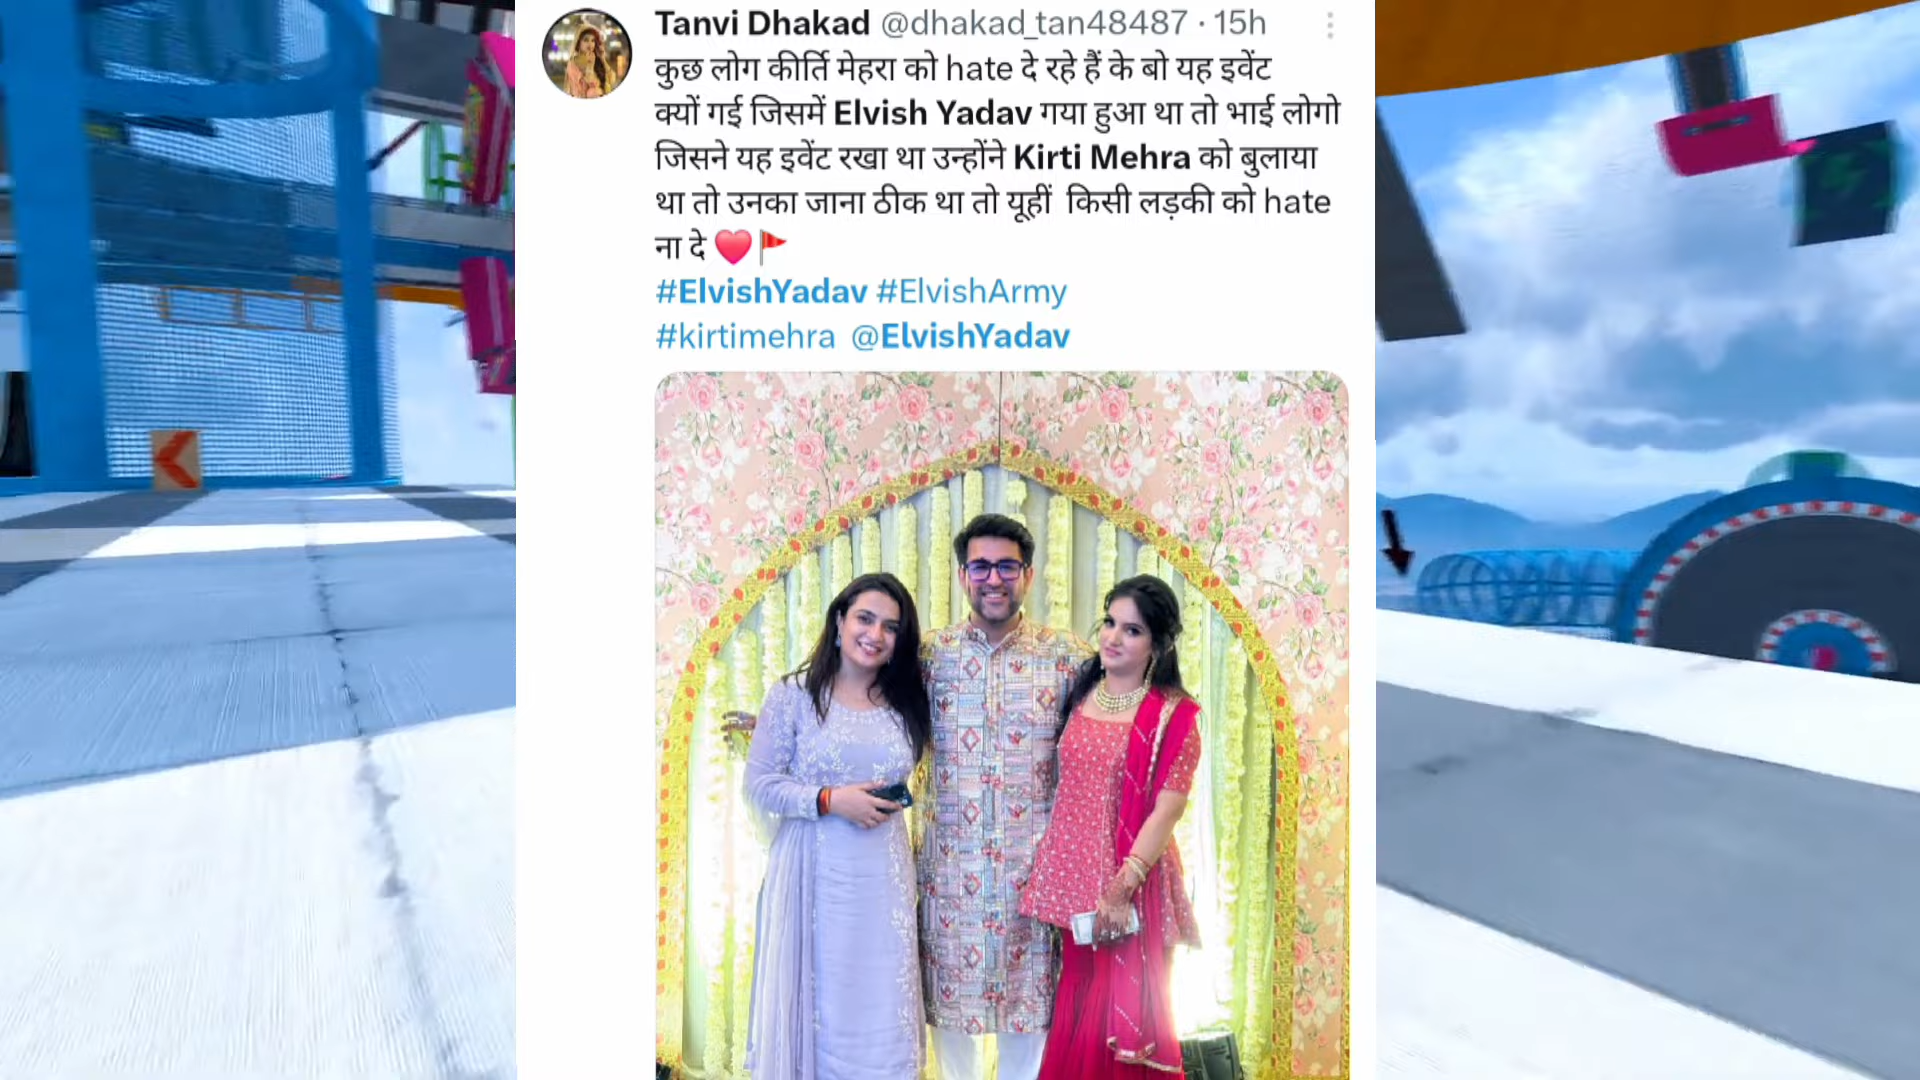 Tanvi Dhakad @dhakad_tan48487 · 15h
कुछ लोग कीर्ति मेहरा को hate दे रहे हैं के बो यह इवेंट
क्यों गई जिसमें Elvish Yadav गया हुआ था तो भाई लोगो
जिसने यह इवेंट रखा था उन्होंने Kirti Mehra को बुलाया
था तो उनका जाना ठीक था तो यूहीं किसी लड़की को hate
ना दे ❤️🚩
#ElvishYadav #ElvishArmy
#kirtimehra @ElvishYadav